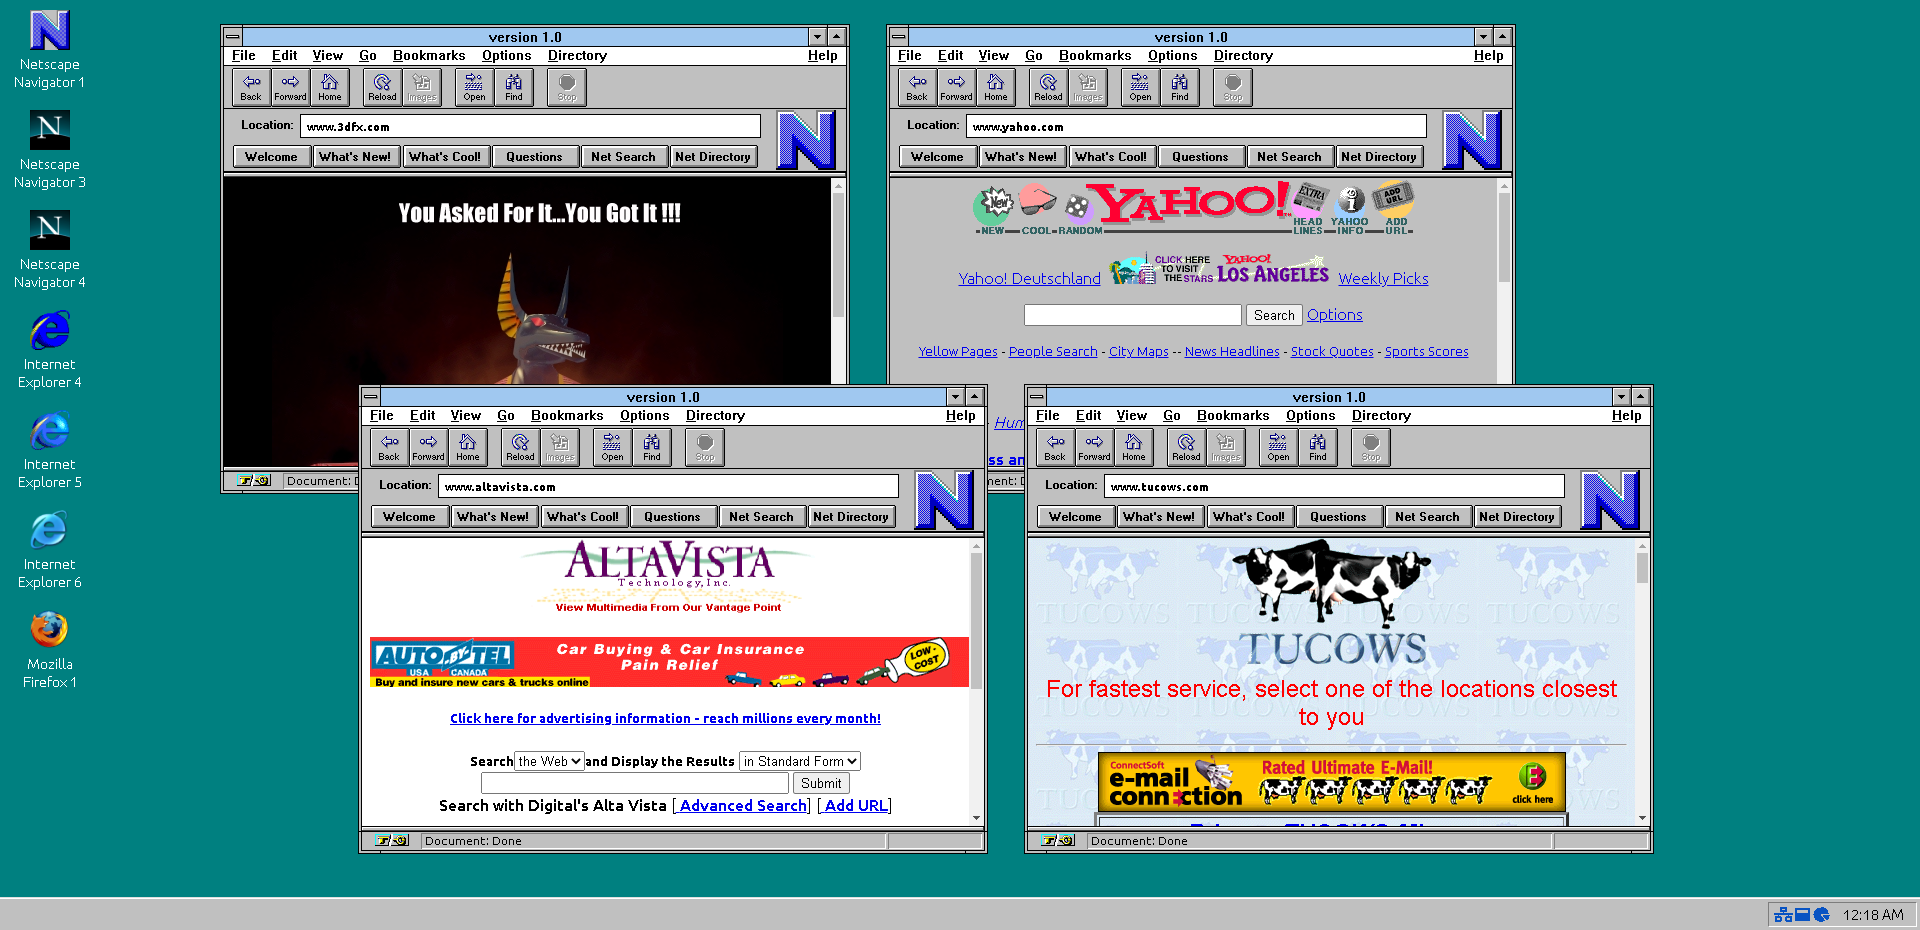 Netscape
Navigator 1
Netscape
Navigator 3
Netscape
Navigator 4
Internet
Explorer 4
Internet
Explorer 5
Internet
Explorer 6
Mozilla
Firefox 1
version 1.0
File Edit View Go Bookmarks Options Directory Help
Back Forward Home Reload Images Open Find Stop
Location: www.3dfx.com
Welcome What's New! What's Cool! Questions Net Search Net Directory
You Asked For It...You Got It !!!
Document:
version 1.0
File Edit View Go Bookmarks Options Directory Help
Back Forward Home Reload Images Open Find Stop
Location: www.yahoo.com
Welcome What's New! What's Cool! Questions Net Search Net Directory
New EXTRA ADD URL
YAHOO!
NEW COOL RANDOM HEAD LINES YAHOO INFO ADD URL
Yahoo! Deutschland CLICK HERE TO VISIT THE STARS YAHOO! LOS ANGELES Weekly Picks
Search Options
Yellow Pages - People Search - City Maps -- News Headlines - Stock Quotes - Sports Scores
version 1.0
File Edit View Go Bookmarks Options Directory Help
Back Forward Home Reload Images Open Find Stop
Location: www.altavista.com
Welcome What's New! What's Cool! Questions Net Search Net Directory
ALTAVISTA
Technology, Inc.
View Multimedia From Our Vantage Point
AUTO BY TEL
USA CANADA
Buy and insure new cars & trucks online
Car Buying & Car Insurance
Pain Relief
LOW-COST
Click here for advertising information - reach millions every month!
Search the Web and Display the Results in Standard Form
Submit
Search with Digital's Alta Vista [ Advanced Search] [ Add URL]
Document: Done
version 1.0
File Edit View Go Bookmarks Options Directory Help
Back Forward Home Reload Images Open Find Stop
Location: www.tucows.com
Welcome What's New! What's Cool! Questions Net Search Net Directory
TUCOWS
For fastest service, select one of the locations closest
to you
ConnectSoft
e-mail
connection
Rated Ultimate E-Mail!
click here
Document: Done
12:18 AM